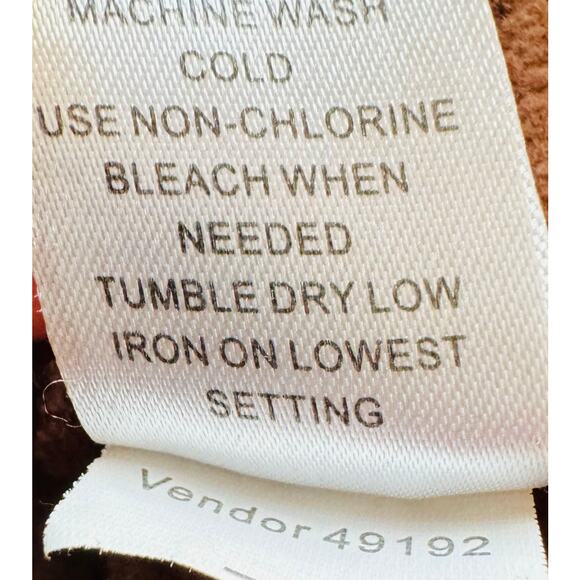 MACHINE WASH
COLD
USE NON-CHLORINE
BLEACH WHEN
NEEDED
TUMBLE DRY LOW
IRON ON LOWEST
SETTING
Vendor 49192